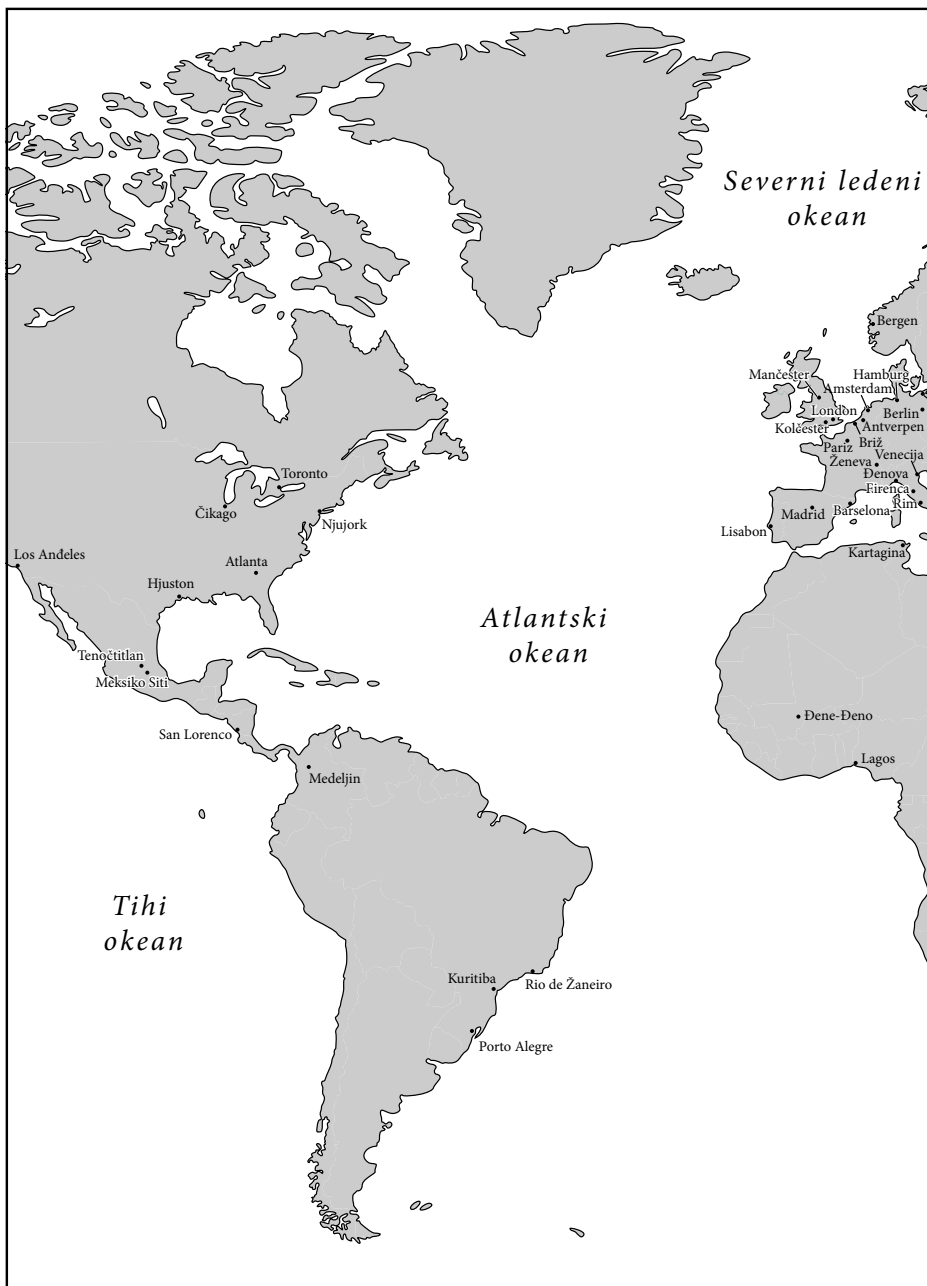 Severni ledeni
okean
Bergen
Mančester
Hamburg
Amsterdam
London
Berlin
Kolčester
Antverpen
Pariz
Briž
Ženeva
Venecija
Đenova
Firenca
Rim
Madrid
Barselona
Lisabon
Kartagina
Toronto
Čikago
Njujork
Los Anđeles
Atlanta
Hjuston
Atlantski
okean
Tenočtitlan
Meksiko Siti
San Lorenco
Đene-Đeno
Lagos
Medeljin
Tihi
okean
Kuritiba
Rio de Žaneiro
Porto Alegre